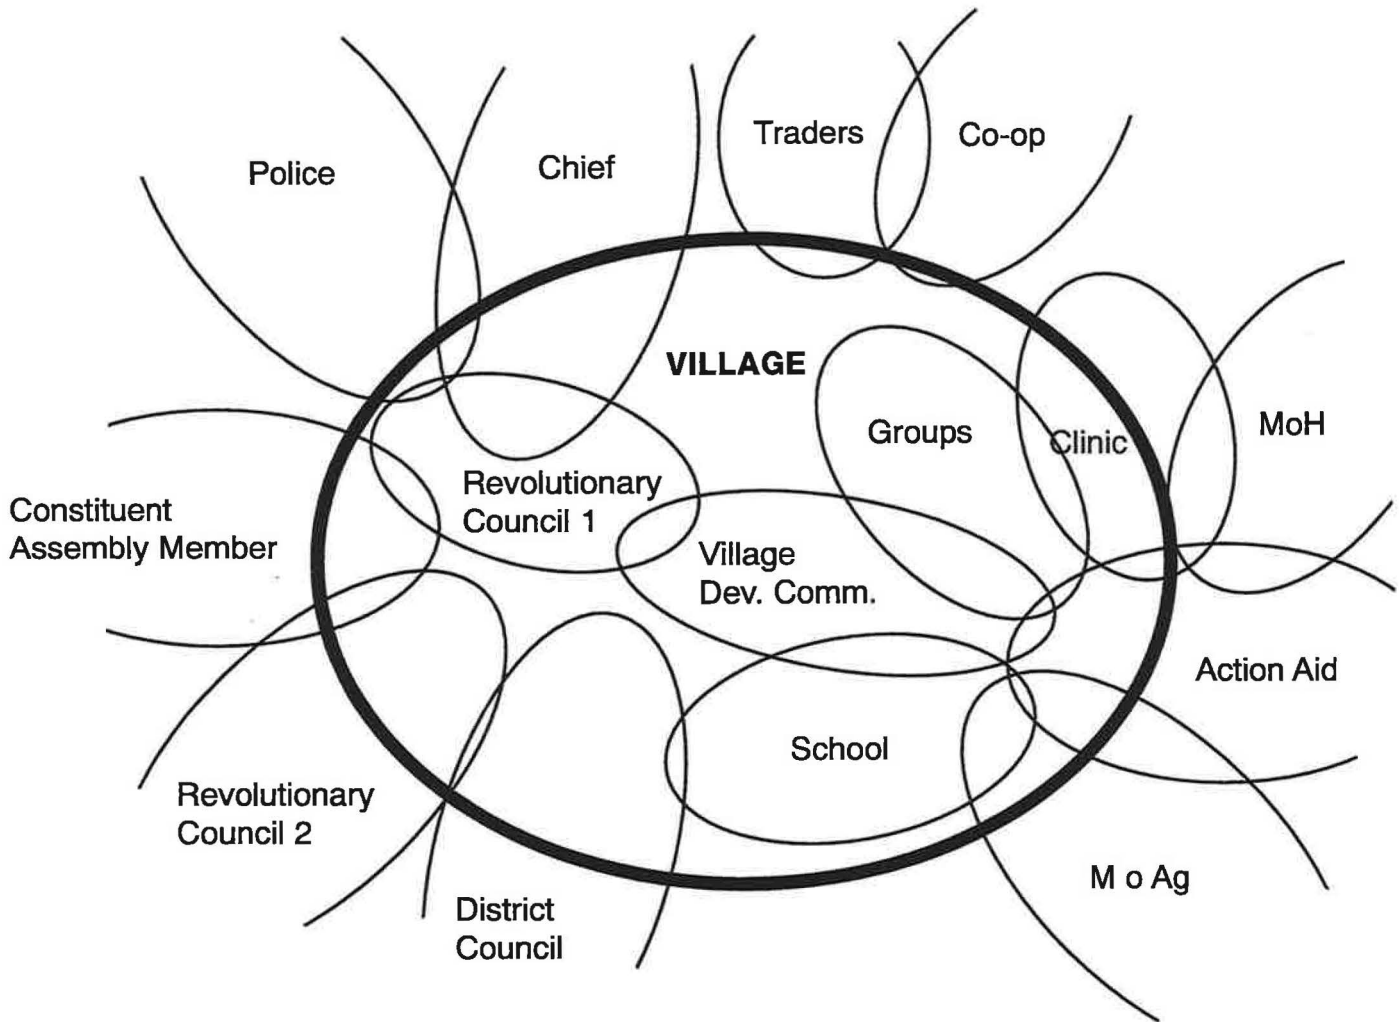 Traders
Co-op
Chief
Police
VILLAGE
Groups
Clinic
MoH
Revolutionary
Council 1
Constituent
Assembly Member
Village
Dev. Comm.
Action Aid
School
Revolutionary
Council 2
M o Ag
District
Council